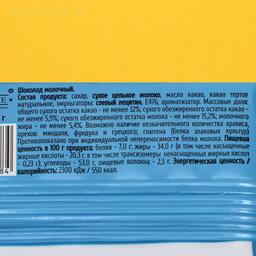 Шоколад молочный.
Состав продукта: сахар, сухое цельное молоко, масло какао, какао тертое
натуральное, эмульгаторы: соевый лецитин, Е476; ароматизатор. Массовые доли:
общего сухого остатка какао - не менее 32%; сухого обезжиренного остатка какао -
не менее 5,9%; сухого обезжиренного молока - не менее 15,2%; молочного
жира - не менее 5,4%. Возможно наличие незначительного количества арахиса,
орехов: миндаля, фундука и грецкого; глютена (белка злаковых культур)
Противопоказано при индивидуальной непереносимости белка молока. Пищевая
ценность в 100 г продукта: белки - 7,0 г; жиры - 34,0 г (в том числе насыщенные
жирные кислоты - 20,3 г, в том числе трансизомеры ненасыщенных жирных кислот
- 0,23 г); углеводы - 53,0 г, пищевые волокна - 2,3 г. Энергетическая ценность /
калорийность: 2300 кДж / 550 ккал.
г
84